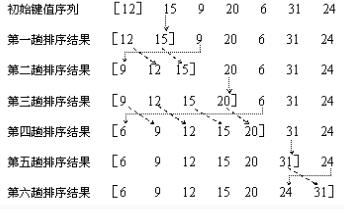 初始键值序列 [12] 15 9 20 6 31 24
第一趟排序结果 [12 15] 9 20 6 31 24
第二趟排序结果 [9 12 15] 20 6 31 24
第三趟排序结果 [9 12 15 20] 6 31 24
第四趟排序结果 [6 9 12 15 20] 31 24
第五趟排序结果 [6 9 12 15 20 31] 24
第六趟排序结果 [6 9 12 15 20 24 31]